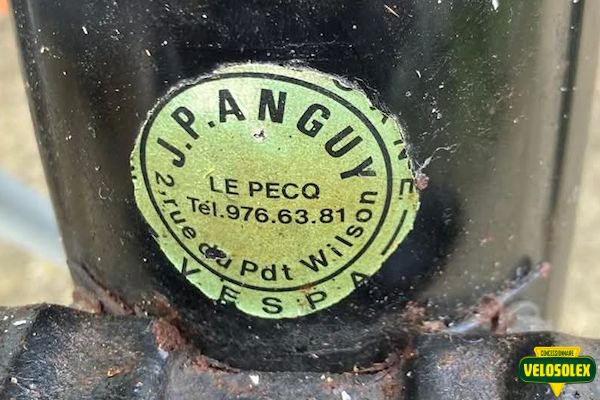 J.P.ANGUY
LE PECQ
Tél.976.63.81
2, rue du Pdt Wilson
VESPA
CONCESSIONNAIRE
VELOSOLEX